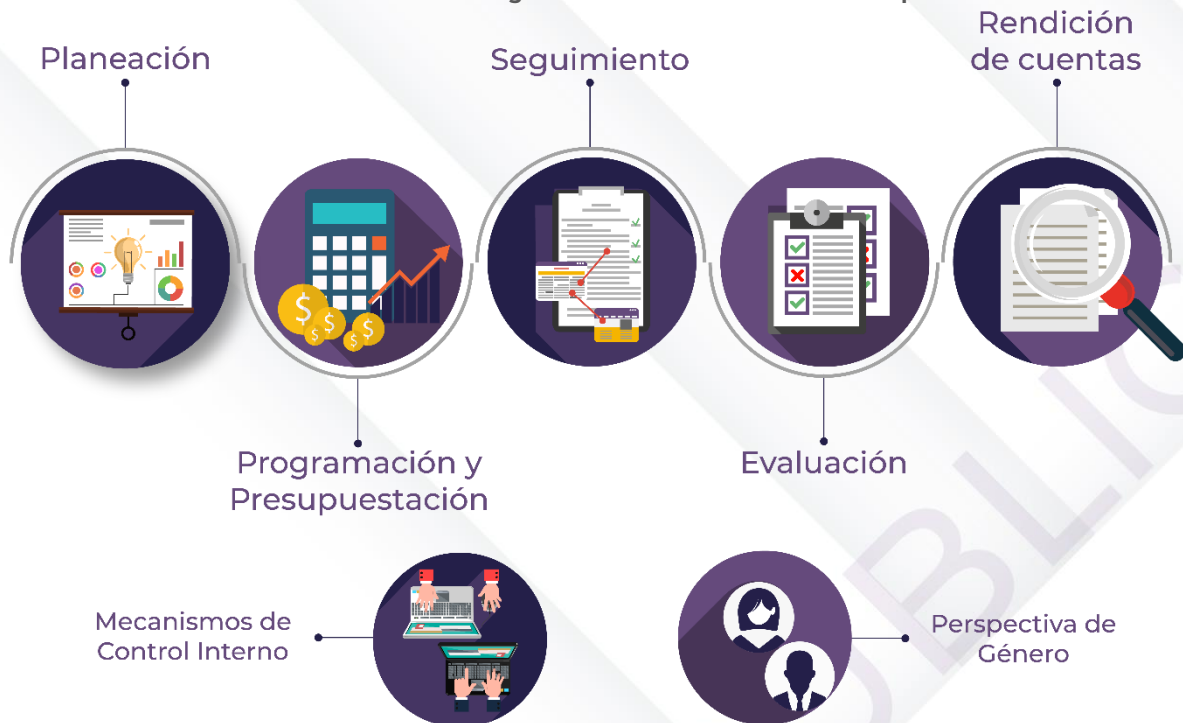 Planeación
Seguimiento
Rendición
de cuentas
Programación y
Presupuestación
Evaluación
Mecanismos de
Control Interno
Perspectiva de
Género